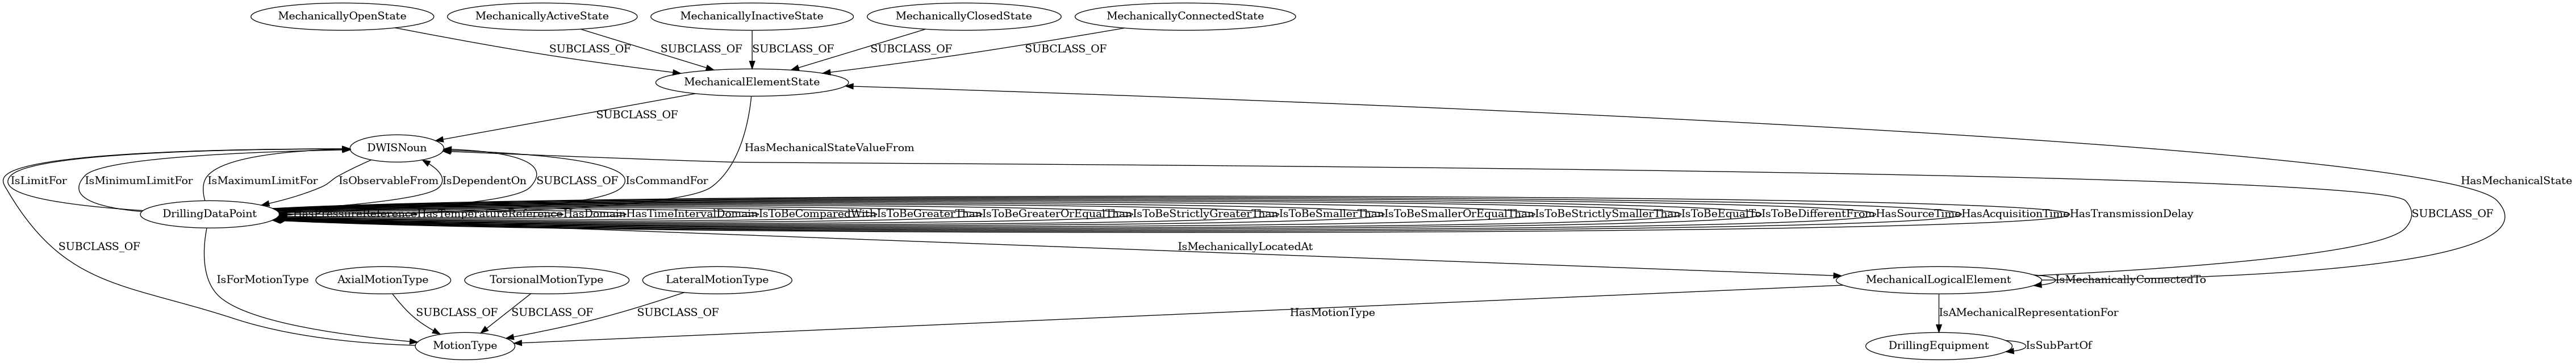 MechanicallyOpenState
MechanicallyActiveState
MechanicallyInactiveState
MechanicallyClosedState
MechanicallyConnectedState
SUBCLASS_OF
SUBCLASS_OF
SUBCLASS_OF
SUBCLASS_OF
SUBCLASS_OF
MechanicalElementState
SUBCLASS_OF
DWISNoun
HasMechanicalStateValueFrom
IsLimitFor
IsMinimumLimitFor
IsMaximumLimitFor
IsObservableFrom
IsDependentOn
SUBCLASS_OF
IsCommandFor
HasMechanicalState
DrillingDataPoint
HasPressureReference
HasTemperatureReference
HasDomain
HasTimeIntervalDomain
IsToBeComparedWith
IsToBeGreaterThan
IsToBeGreaterOrEqualThan
IsToBeStrictlyGreaterThan
IsToBeSmallerThan
IsToBeSmallerOrEqualThan
IsToBeStrictlySmallerThan
IsToBeEqualTo
IsToBeDifferentFrom
HasSourceTime
HasAcquisitionTime
HasTransmissionDelay
SUBCLASS_OF
SUBCLASS_OF
IsMechanicallyLocatedAt
IsForMotionType
AxialMotionType
TorsionalMotionType
LateralMotionType
MechanicalLogicalElement
IsMechanicallyConnectedTo
SUBCLASS_OF
SUBCLASS_OF
SUBCLASS_OF
HasMotionType
IsAMechanicalRepresentationFor
MotionType
DrillingEquipment
IsSubPartOf